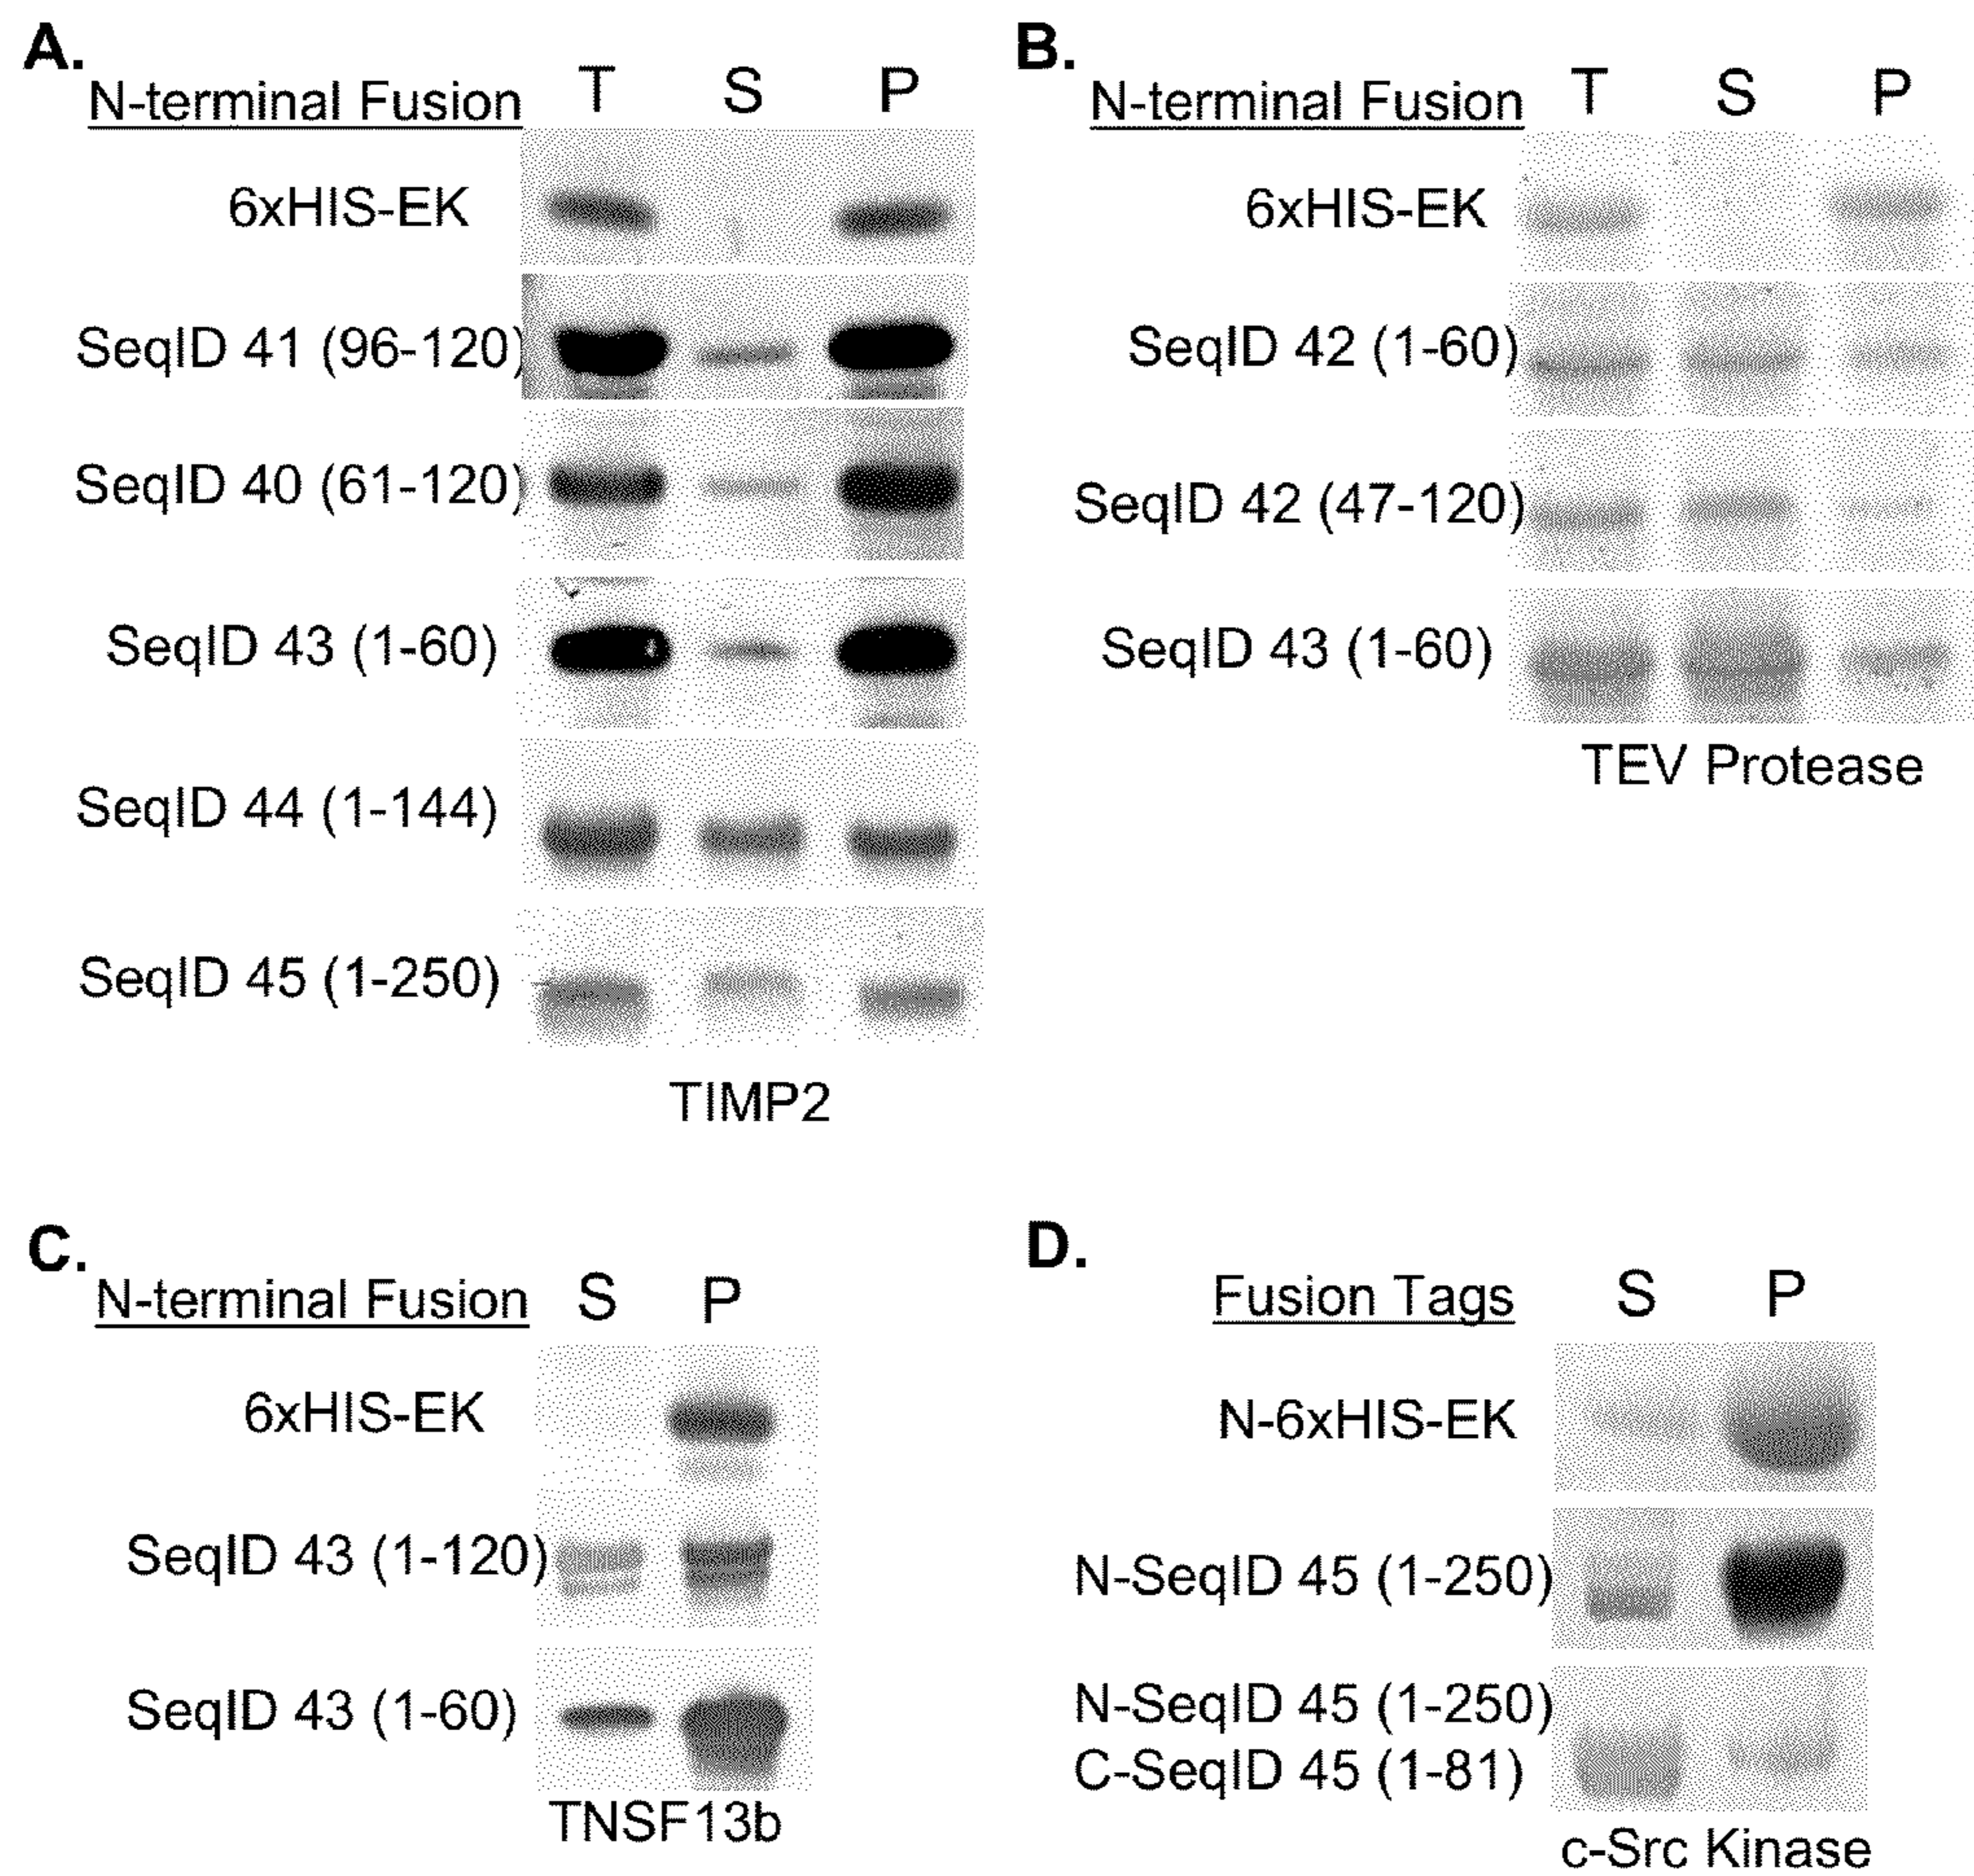 A.
N-terminal Fusion T S P
6xHIS-EK
SeqID 41 (96-120)
SeqID 40 (61-120)
SeqID 43 (1-60)
SeqID 44 (1-144)
SeqID 45 (1-250)
TIMP2
B.
N-terminal Fusion T S P
6xHIS-EK
SeqID 42 (1-60)
SeqID 42 (47-120)
SeqID 43 (1-60)
TEV Protease
C.
N-terminal Fusion S P
6xHIS-EK
SeqID 43 (1-120)
SeqID 43 (1-60)
TNSF13b
D.
Fusion Tags S P
N-6xHIS-EK
N-SeqID 45 (1-250)
N-SeqID 45 (1-250)
C-SeqID 45 (1-81)
c-Src Kinase